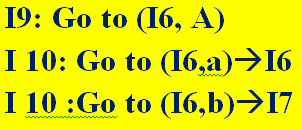 I9: Go to (I6, A)
I 10: Go to (I6,a)→I6
I 10 :Go to (I6,b)→I7